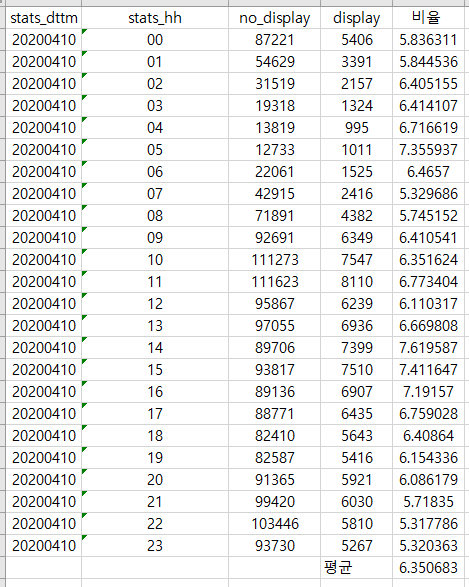 stats_dttm stats_hh no_display display 비율
20200410 00 87221 5406 5.836311
20200410 01 54629 3391 5.844536
20200410 02 31519 2157 6.405155
20200410 03 19318 1324 6.414107
20200410 04 13819 995 6.716619
20200410 05 12733 1011 7.355937
20200410 06 22061 1525 6.4657
20200410 07 42915 2416 5.329686
20200410 08 71891 4382 5.745152
20200410 09 92691 6349 6.410541
20200410 10 111273 7547 6.351624
20200410 11 111623 8110 6.773404
20200410 12 95867 6239 6.110317
20200410 13 97055 6936 6.669808
20200410 14 89706 7399 7.619587
20200410 15 93817 7510 7.411647
20200410 16 89136 6907 7.19157
20200410 17 88771 6435 6.759028
20200410 18 82410 5643 6.40864
20200410 19 82587 5416 6.154336
20200410 20 91365 5921 6.086179
20200410 21 99420 6030 5.71835
20200410 22 103446 5810 5.317786
20200410 23 93730 5267 5.320363
평균 6.350683